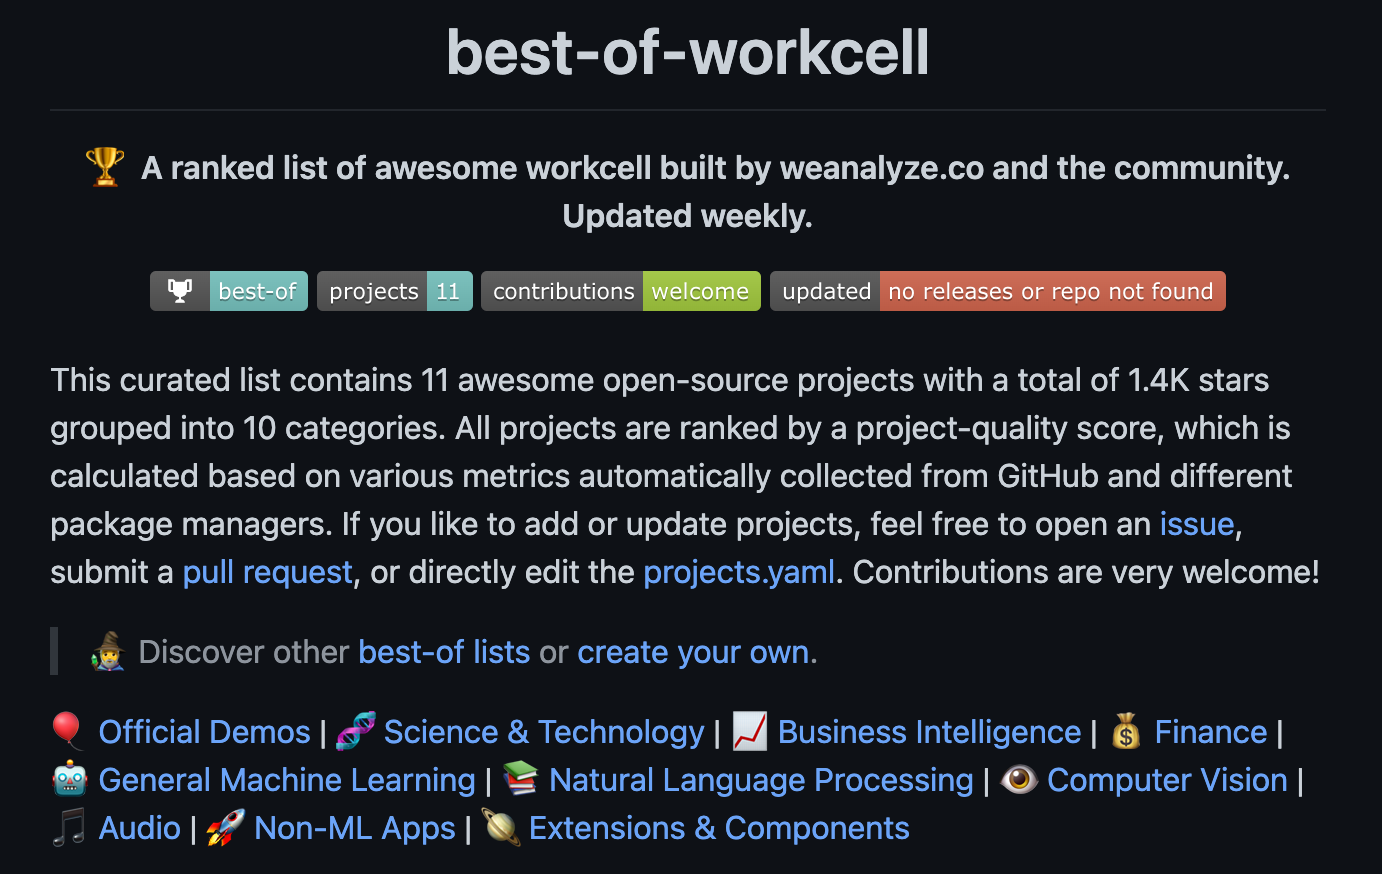 best-of-workcell
🏆 A ranked list of awesome workcell built by weanalyze.co and the community.
Updated weekly.
best-of projects 11 contributions welcome updated no releases or repo not found
This curated list contains 11 awesome open-source projects with a total of 1.4K stars
grouped into 10 categories. All projects are ranked by a project-quality score, which is
calculated based on various metrics automatically collected from GitHub and different
package managers. If you like to add or update projects, feel free to open an issue,
submit a pull request, or directly edit the projects.yaml. Contributions are very welcome!
🧙‍♂️ Discover other best-of lists or create your own.
🎈 Official Demos | 🧬 Science & Technology | 📈 Business Intelligence | 💰 Finance |
🤖 General Machine Learning | 📚 Natural Language Processing | 👁️ Computer Vision |
🎵 Audio | 🚀 Non-ML Apps | 🪐 Extensions & Components